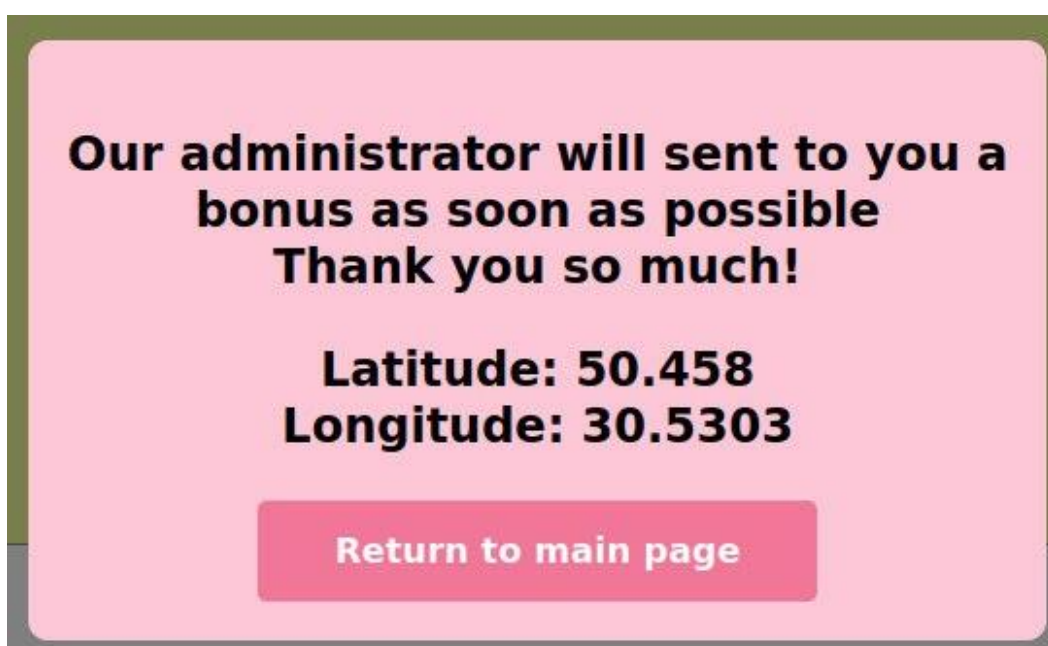 Our administrator will sent to you a
bonus as soon as possible
Thank you so much!
Latitude: 50.458
Longitude: 30.5303
Return to main page